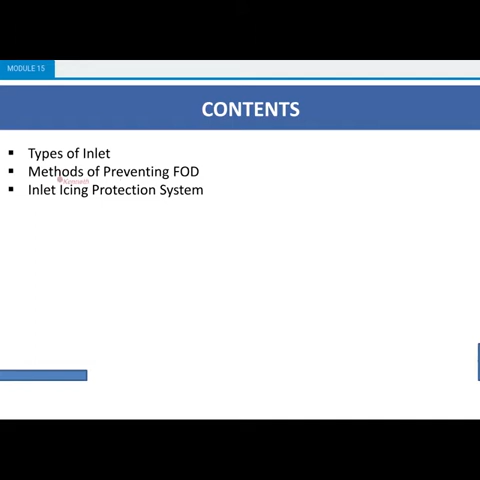 MODULE 15
CONTENTS
▪ Types of Inlet
▪ Methods of Preventing FOD
▪ Inlet Icing Protection System